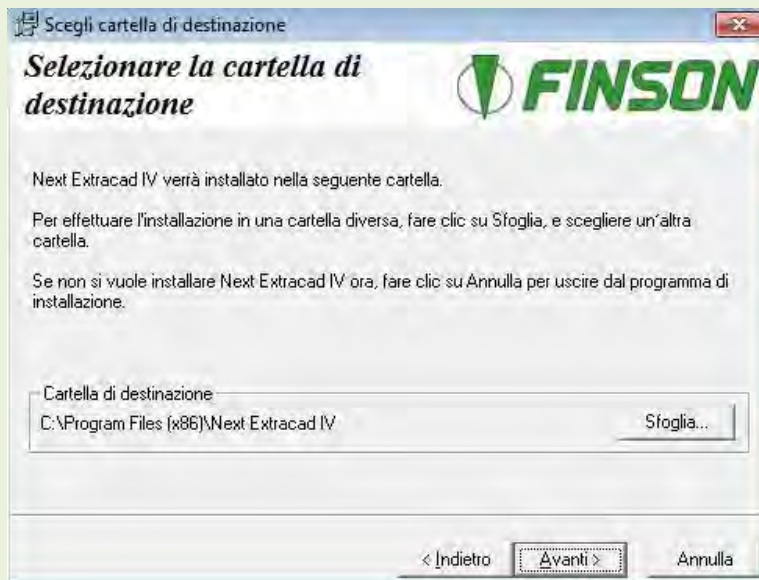 Scegli cartella di destinazione
Selezionare la cartella di
destinazione
FINSON
Next Extracad IV verrà installato nella seguente cartella.
Per effettuare l'installazione in una cartella diversa, fare clic su Sfoglia, e scegliere un´altra
cartella.
Se non si vuole installare Next Extracad IV ora, fare clic su Annulla per uscire dal programma di
installazione.
Cartella di destinazione
C:\Program Files (x86)\Next Extracad IV
Sfoglia...
< Indietro
Avanti >
Annulla